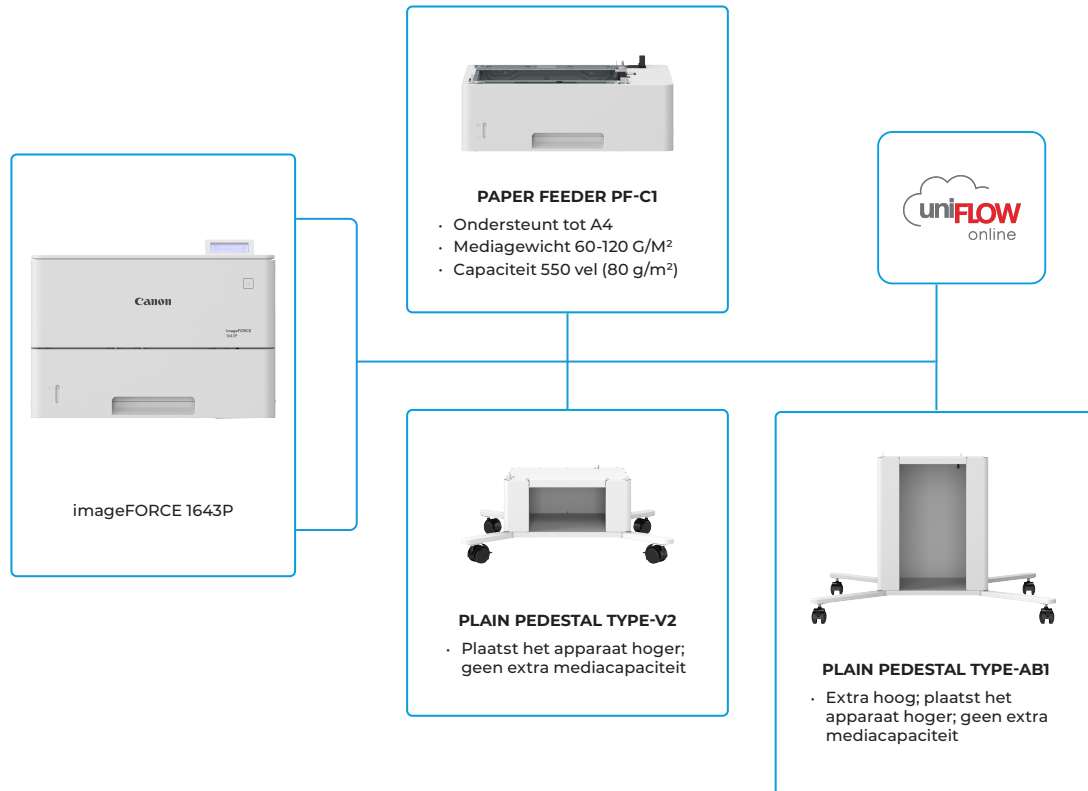 PAPER FEEDER PF-C1
· Ondersteunt tot A4
· Mediagewicht 60-120 G/M²
· Capaciteit 550 vel (80 g/m²)
uniFLOW
online
Canon
imageFORCE
1643P
imageFORCE 1643P
PLAIN PEDESTAL TYPE-V2
· Plaatst het apparaat hoger;
geen extra mediacapaciteit
PLAIN PEDESTAL TYPE-AB1
· Extra hoog; plaatst het
apparaat hoger; geen extra
mediacapaciteit